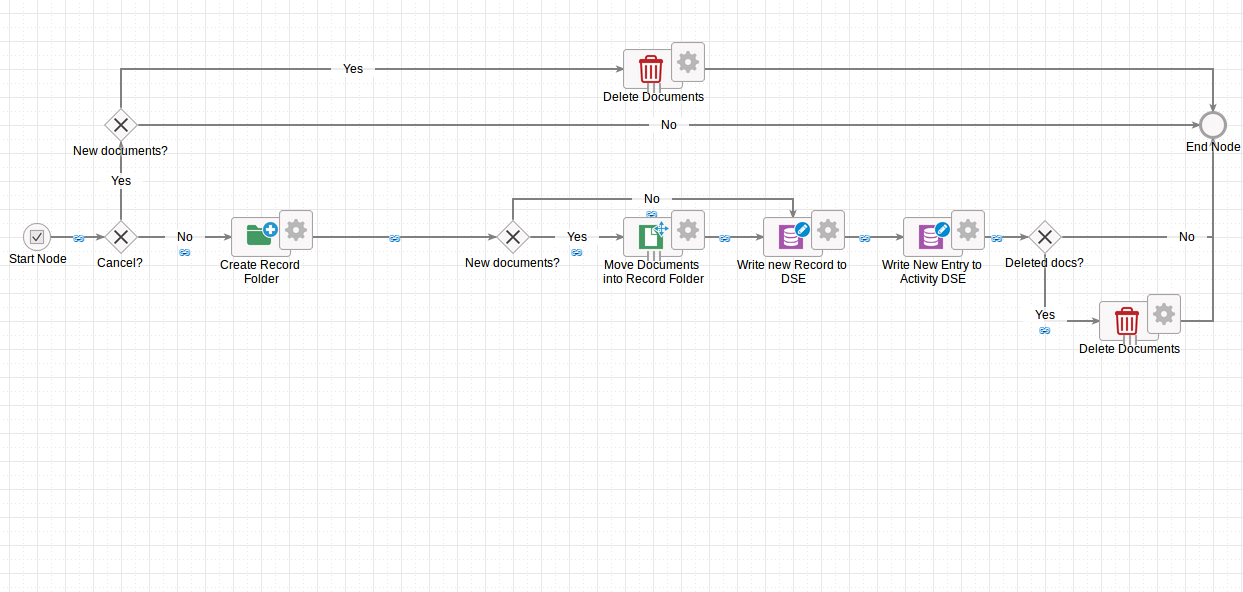 Yes
Delete Documents
No
New documents?
End Node
Yes
No
Start Node
Cancel?
No
Create Record
Folder
New documents?
Yes
Move Documents
into Record Folder
Write new Record to
DSE
Write New Entry to
Activity DSE
Deleted docs?
No
Yes
Delete Documents